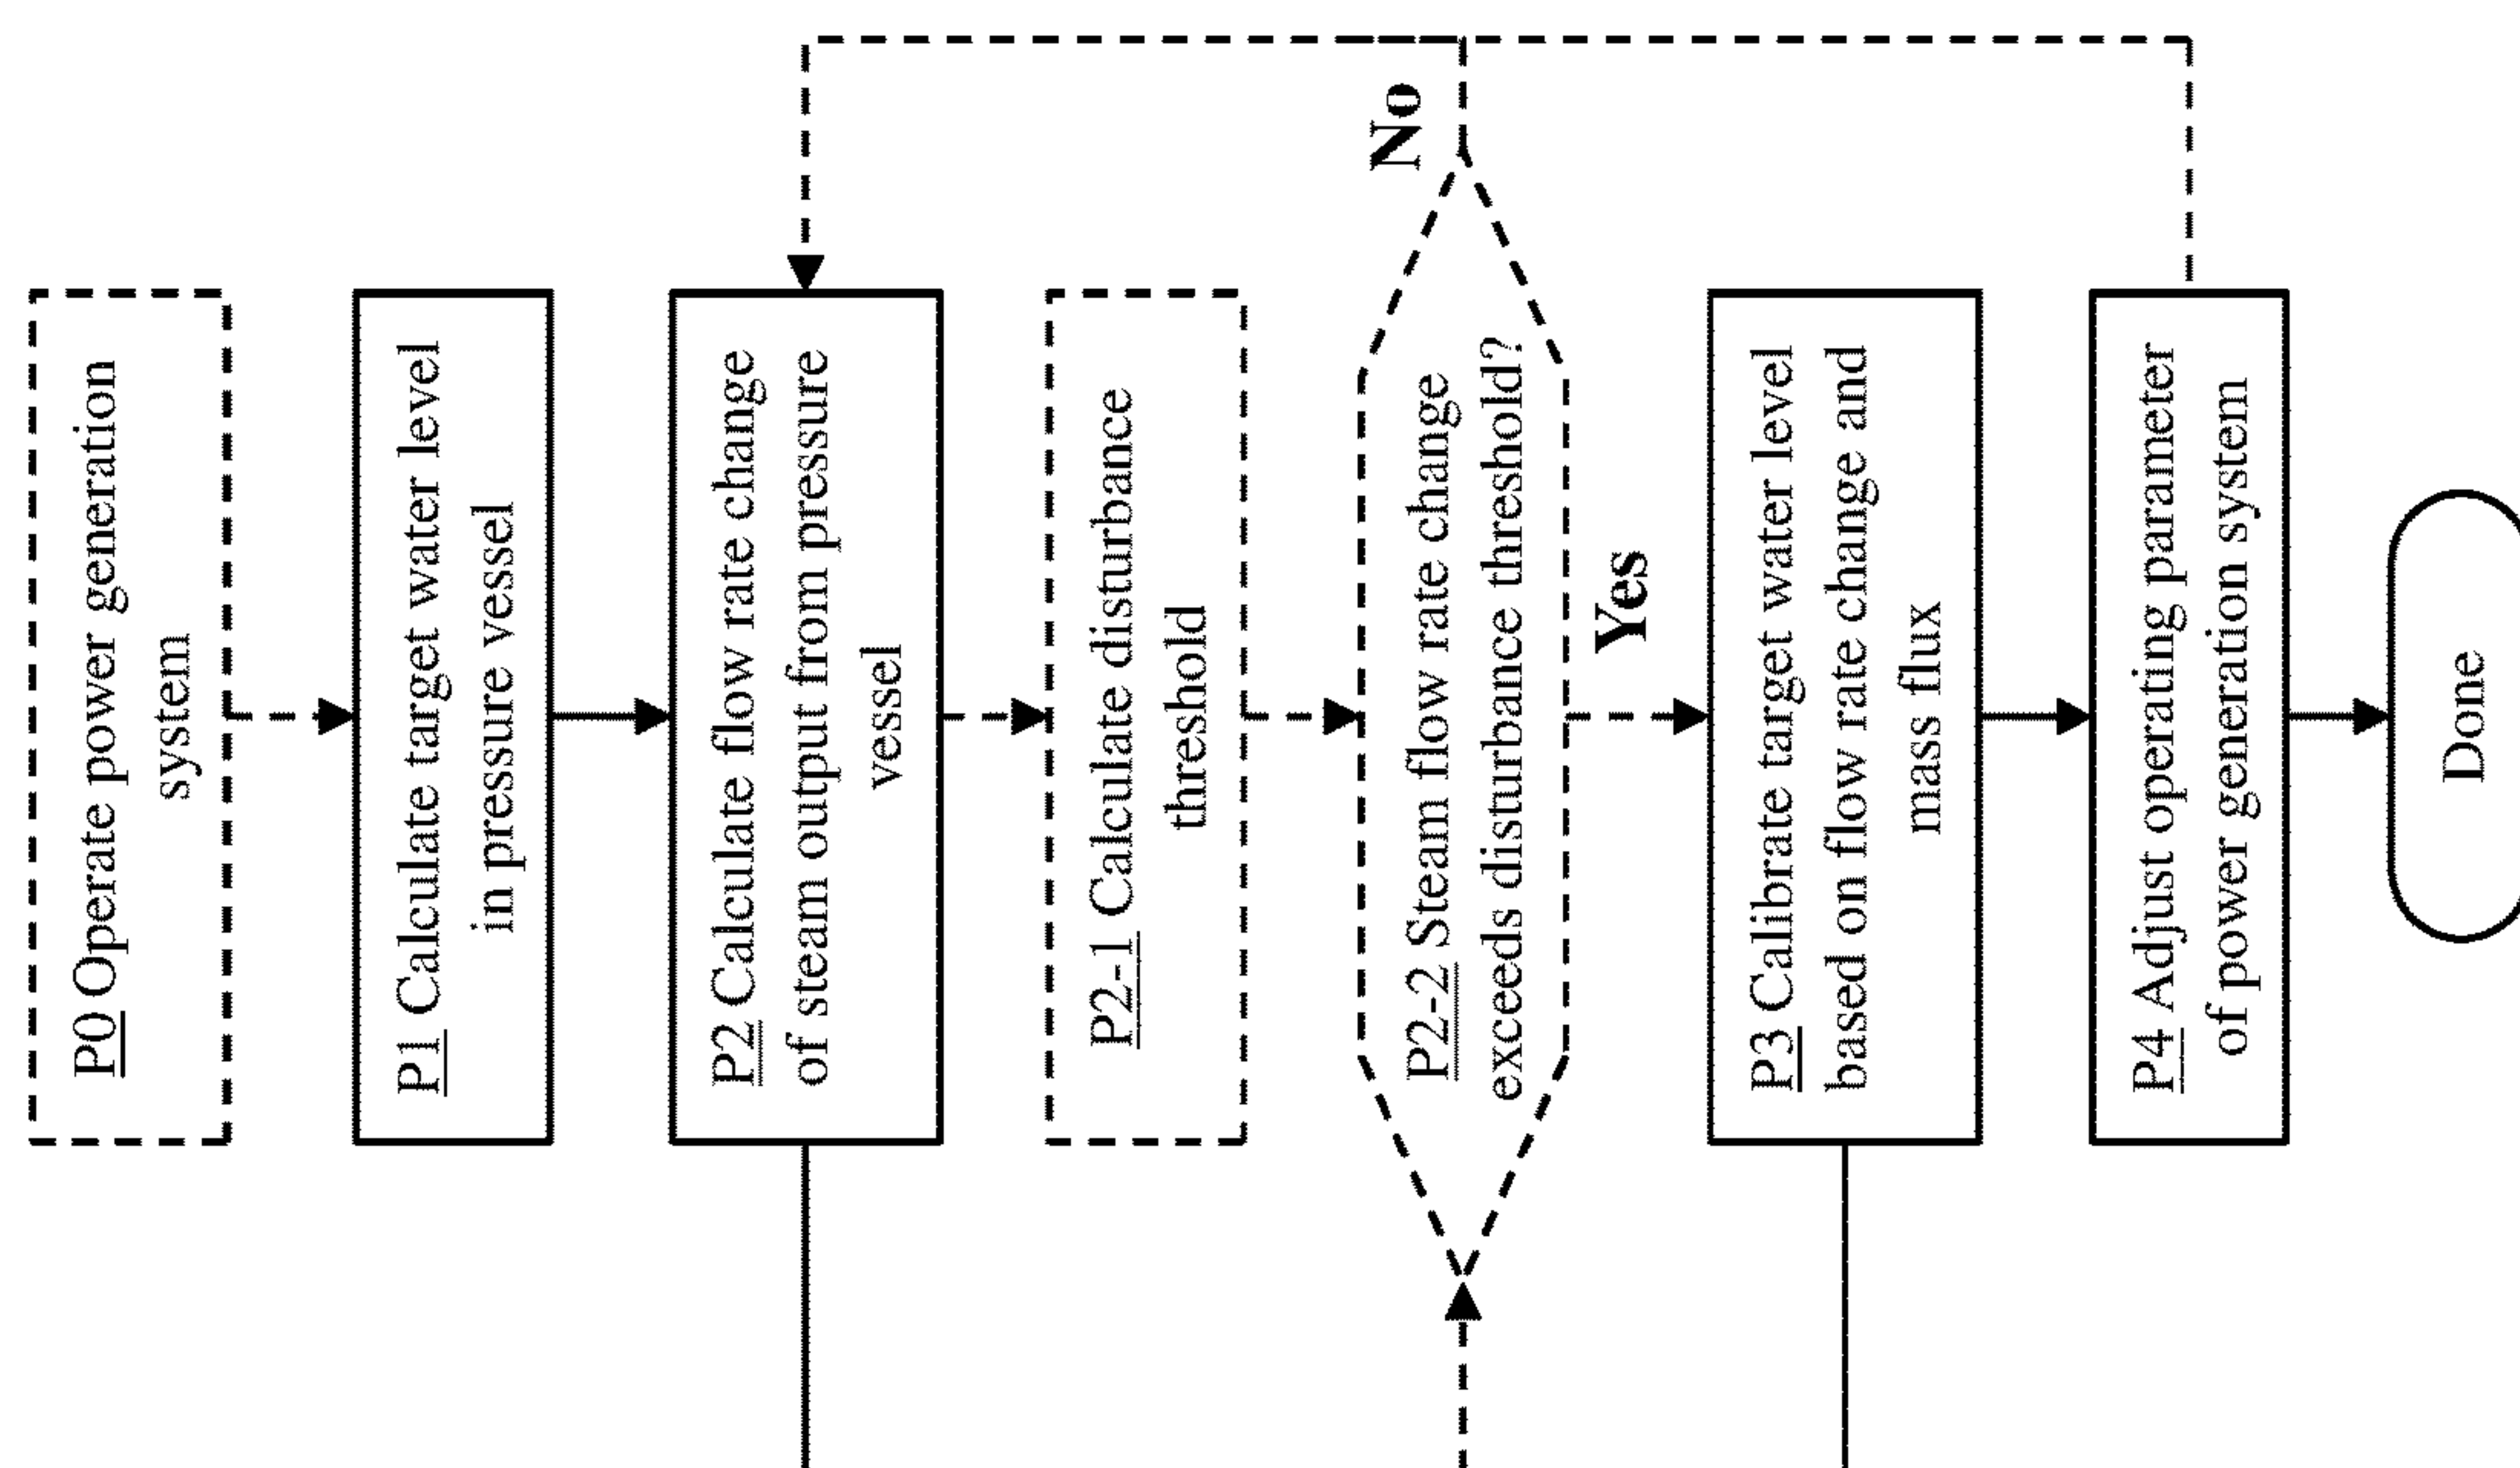 P0 Operate power generation
system
P1 Calculate target water level
in pressure vessel
P2 Calculate flow rate change
of steam output from pressure
vessel
P2-1 Calculate disturbance
threshold
P2-2 Steam flow rate change
exceeds disturbance threshold?
No
Yes
P3 Calibrate target water level
based on flow rate change and
mass flux
P4 Adjust operating parameter
of power generation system
Done